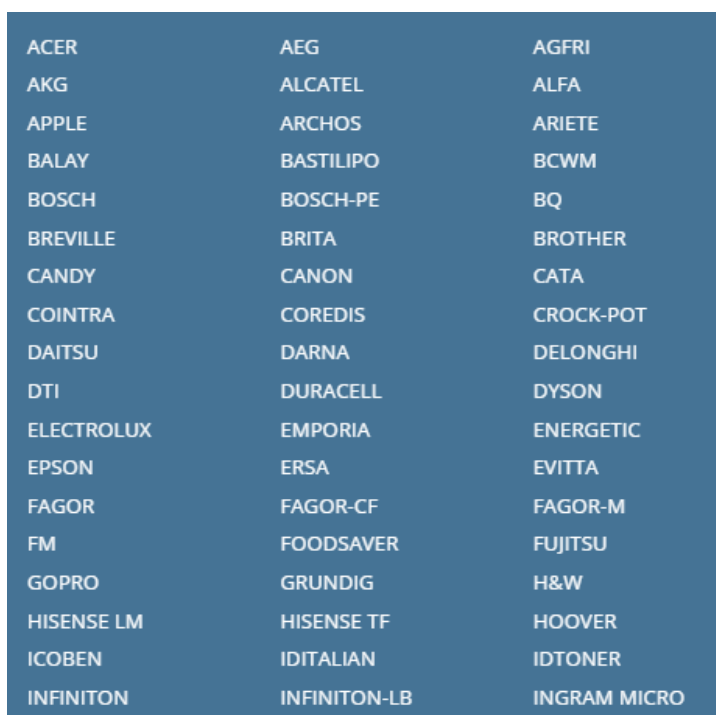 ACER AEG AGFRI
AKG ALCATEL ALFA
APPLE ARCHOS ARIETE
BALAY BASTILIPO BCWM
BOSCH BOSCH-PE BQ
BREVILLE BRITA BROTHER
CANDY CANON CATA
COINTRA COREDIS CROCK-POT
DAITSU DARNA DELONGHI
DTI DURACELL DYSON
ELECTROLUX EMPORIA ENERGETIC
EPSON ERSA EVITTA
FAGOR FAGOR-CF FAGOR-M
FM FOODSAVER FUJITSU
GOPRO GRUNDIG H&W
HISENSE LM HISENSE TF HOOVER
ICOBEN IDITALIAN IDTONER
INFINITON INFINITON-LB INGRAM MICRO